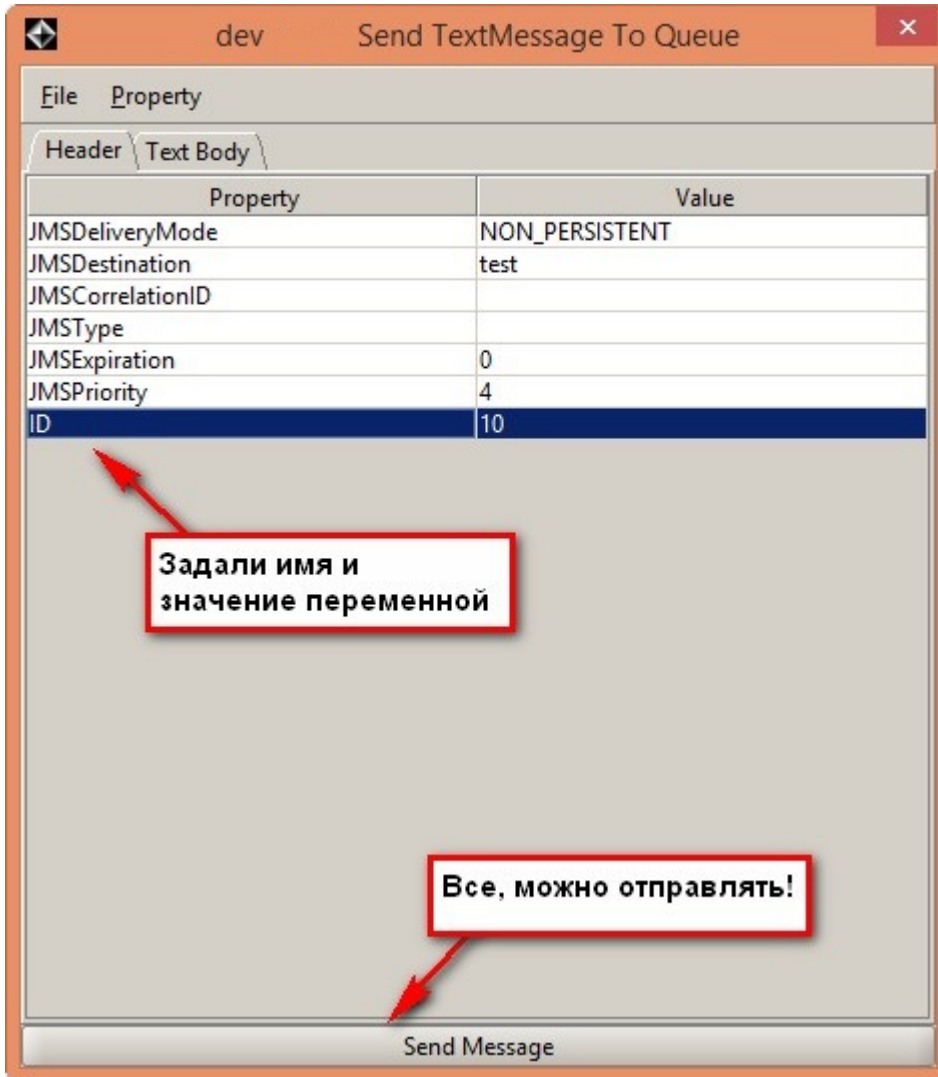 dev Send TextMessage To Queue
File Property
Header Text Body
Property Value
JMSDeliveryMode NON_PERSISTENT
JMSDestination test
JMSCorrelationID
JMSType
JMSExpiration 0
JMSPriority 4
ID 10
Задали имя и
значение переменной
Все, можно отправлять!
Send Message